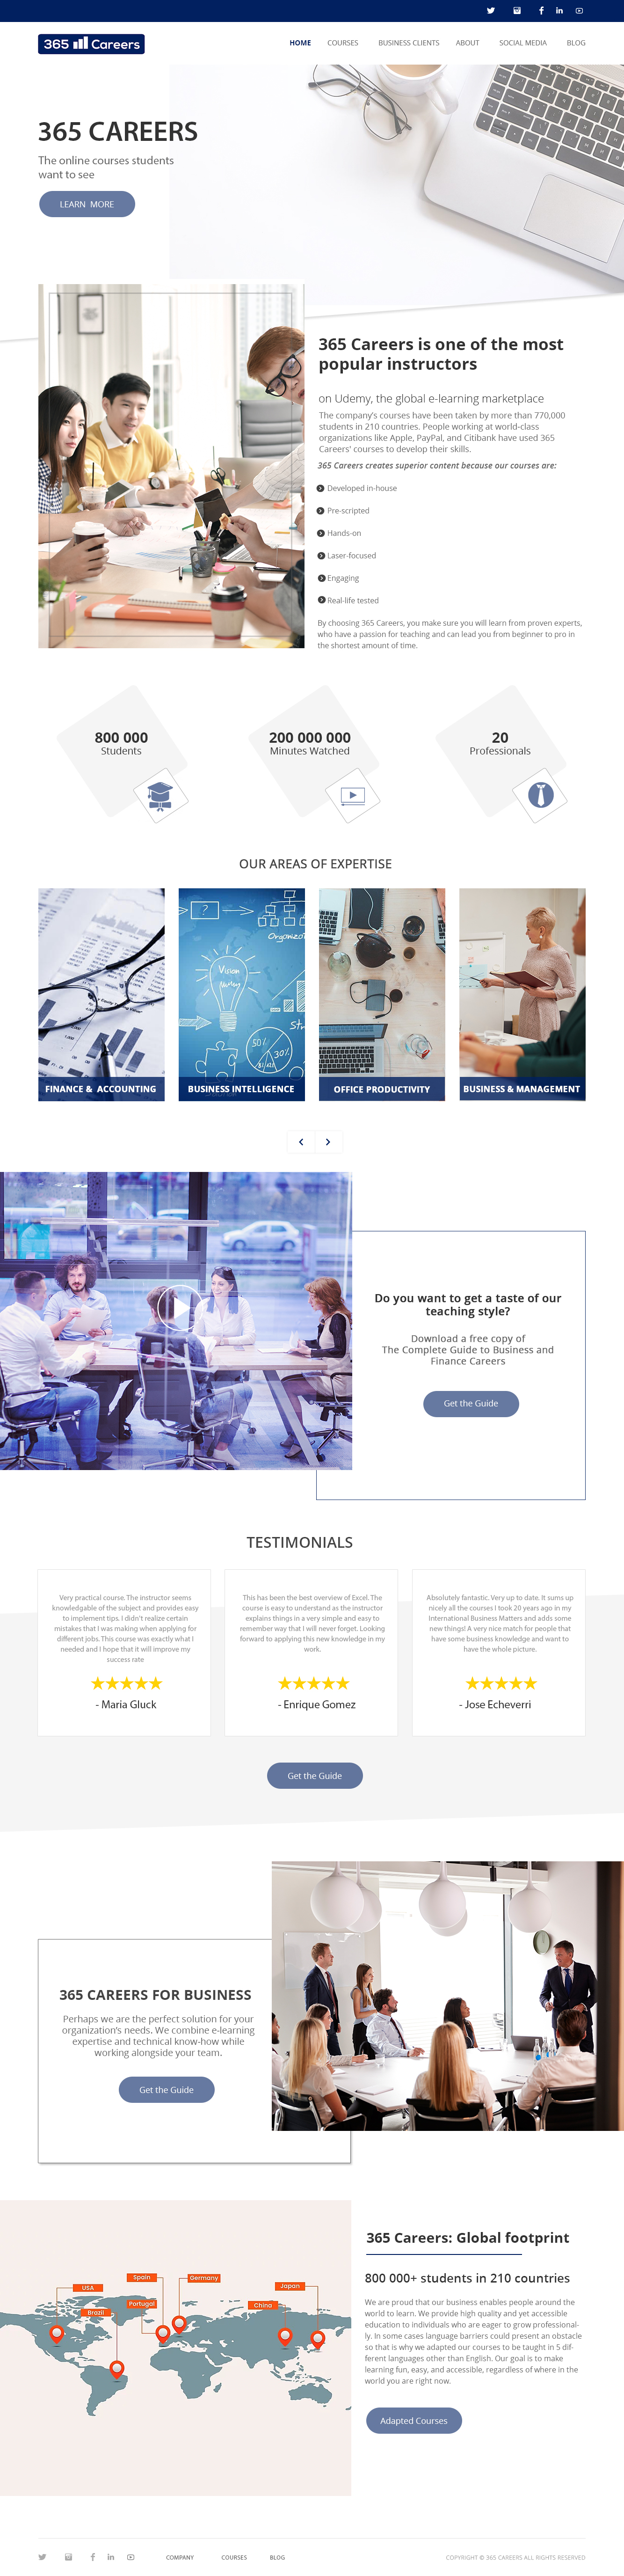 365 Careers
HOME COURSES BUSINESS CLIENTS ABOUT SOCIAL MEDIA BLOG
365 CAREERS
The online courses students
want to see
LEARN MORE
365 Careers is one of the most
popular instructors
on Udemy, the global e-learning marketplace
The company's courses have been taken by more than 770,000
students in 210 countries. People working at world-class
organizations like Apple, PayPal, and Citibank have used 365
Careers' courses to develop their skills.
365 Careers creates superior content because our courses are:
Developed in-house
Pre-scripted
Hands-on
Laser-focused
Engaging
Real-life tested
By choosing 365 Careers, you make sure you will learn from proven experts,
who have a passion for teaching and can lead you from beginner to pro in
the shortest amount of time.
800 000
Students
200 000 000
Minutes Watched
20
Professionals
OUR AREAS OF EXPERTISE
?
Vision
50%
30%
FINANCE & ACCOUNTING
BUSINESS INTELLIGENCE
OFFICE PRODUCTIVITY
BUSINESS & MANAGEMENT
Do you want to get a taste of our
teaching style?
Download a free copy of
The Complete Guide to Business and
Finance Careers
Get the Guide
TESTIMONIALS
Very practical course. The instructor seems
knowledgable of the subject and provides easy
to implement tips. I didn't realize certain
mistakes that I was making when applying for
different jobs. This course was exactly what I
needed and I hope that it will improve my
success rate
- Maria Gluck
This has been the best overview of Excel. The
course is easy to understand as the instructor
explains things in a very simple and easy to
remember way that I will never forget. Looking
forward to applying this new knowledge in my
work.
- Enrique Gomez
Absolutely fantastic. Very up to date. It sums up
nicely all the courses I took 20 years ago in my
International Business Matters and adds some
new things! A very nice match for people that
have some business knowledge and want to
have the whole picture.
- Jose Echeverri
Get the Guide
365 CAREERS FOR BUSINESS
Perhaps we are the perfect solution for your
organization's needs. We combine e-learning
expertise and technical know-how while
working alongside your team.
Get the Guide
USA
Brazil
Spain
Portugal
Germany
China
Japan
365 Careers: Global footprint
800 000+ students in 210 countries
We are proud that our business enables people around the
world to learn. We provide high quality and yet accessible
education to individuals who are eager to grow professional-
ly. In some cases language barriers could present an obstacle
so that is why we adapted our courses to be taught in 5 dif-
ferent languages other than English. Our goal is to make
learning fun, easy, and accessible, regardless of where in the
world you are right now.
Adapted Courses
COMPANY COURSES BLOG
COPYRIGHT © 365 CAREERS ALL RIGHTS RESERVED